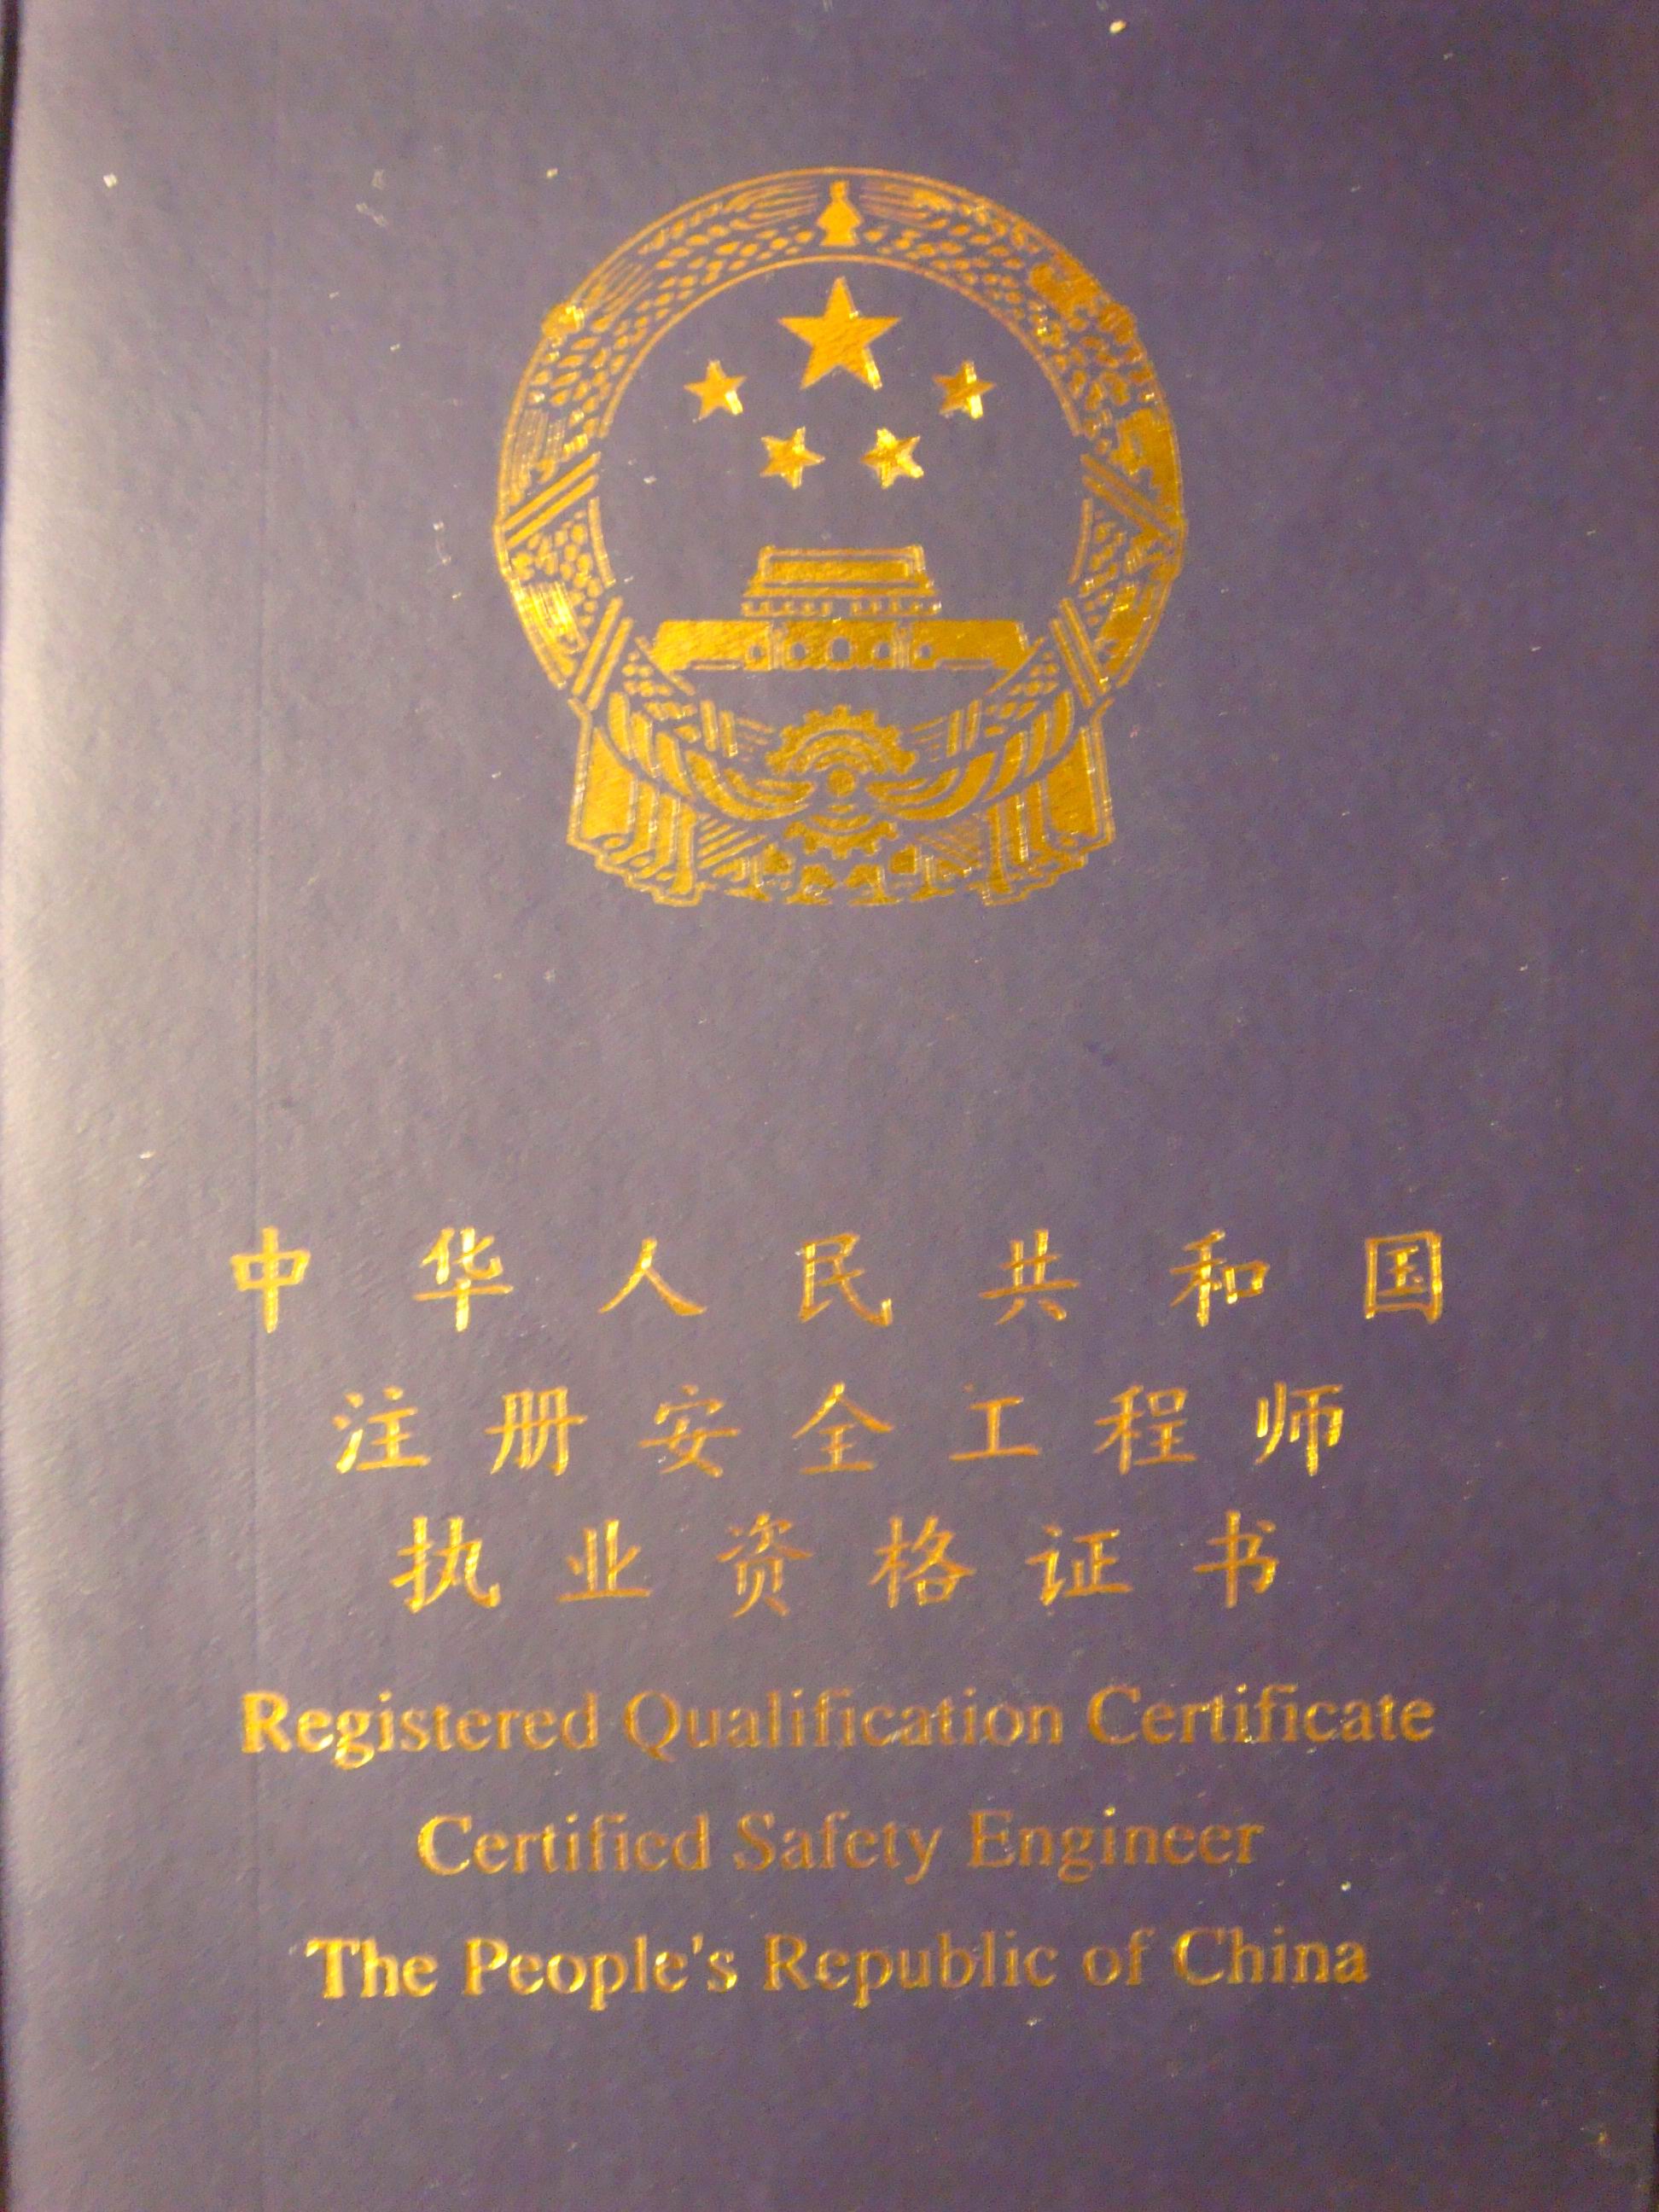 中华人民共和国
注册安全工程师
执业资格证书
Registered Qualification Certificate
Certified Safety Engineer
The People's Republic of China